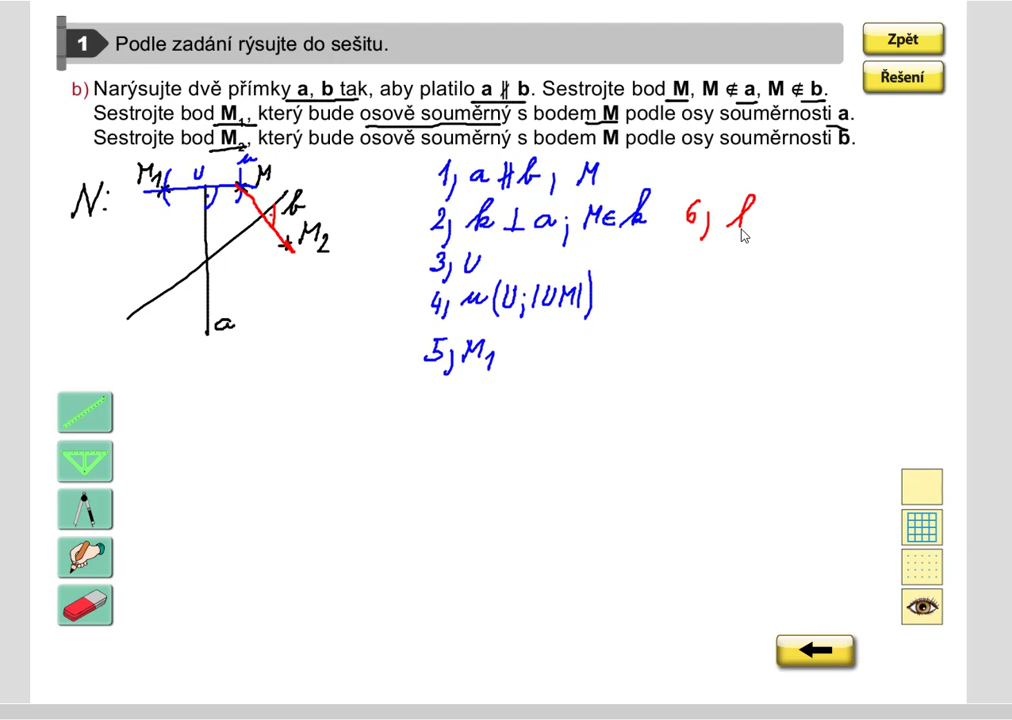 1 Podle zadání rýsujte do sešitu.
Zpět
Řešení
b) Narýsujte dvě přímky a, b tak, aby platilo a ∦ b. Sestrojte bod M, M ∉ a, M ∉ b.
Sestrojte bod M₁, který bude osově souměrný s bodem M podle osy souměrnosti a.
Sestrojte bod M₂, který bude osově souměrný s bodem M podle osy souměrnosti b.
N:
M1 U n M
b
M2
a
1, a ∦ b, M
2, k ⊥ a; M∈k
3, U
4, n (U; |UM|)
5, M1
6, l